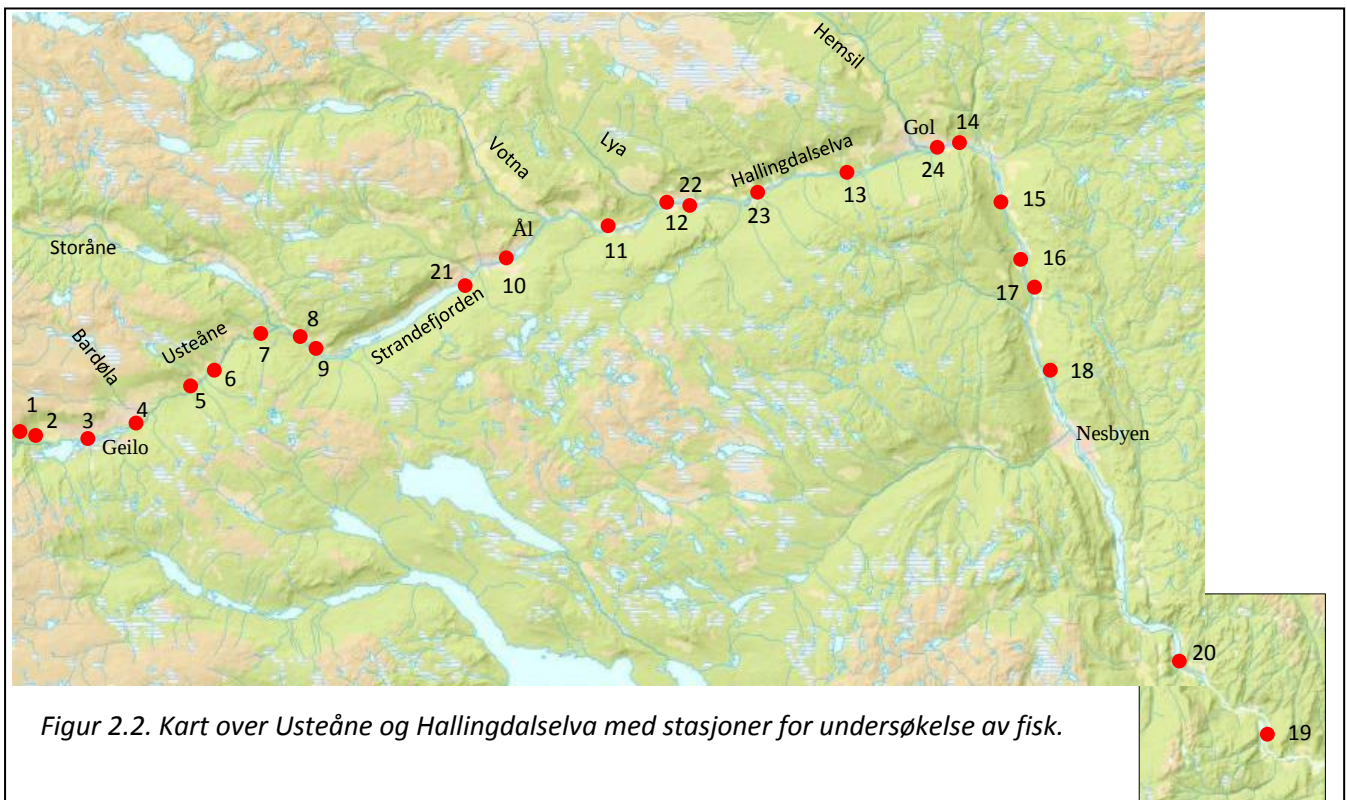 Hemsil
Gol
14
Hallingdalselva
24
Lya
Votna
22
13
12
23
15
11
Ål
Storåne
16
21
10
17
Strandefjorden
8
Usteåne
7
9
Bardøla
6
5
18
1
2
3
4
Geilo
Nesbyen
20
19
Figur 2.2. Kart over Usteåne og Hallingdalselva med stasjoner for undersøkelse av fisk.